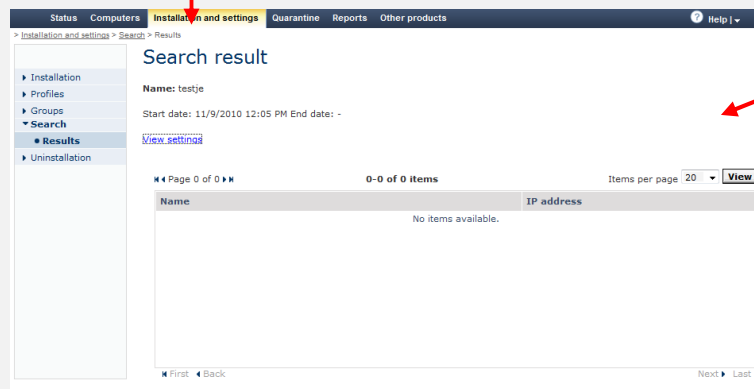 Status Computers Installation and settings Quarantine Reports Other products ? Help
> Installation and settings > Search > Results
Search result
Installation
Profiles
Groups
Search
Results
Uninstallation
Name: testje
Start date: 11/9/2010 12:05 PM End date: -
View settings
Page 0 of 0 0-0 of 0 items Items per page 20 View
Name IP address
No items available.
First Back Next Last